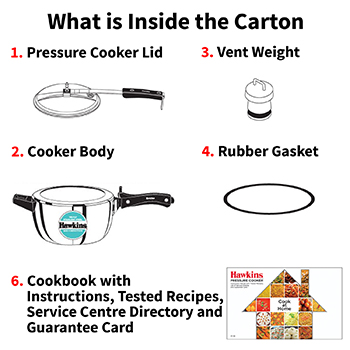 What is Inside the Carton
1. Pressure Cooker Lid
3. Vent Weight
2. Cooker Body
4. Rubber Gasket
Hawkins
6. Cookbook with
Instructions, Tested Recipes,
Service Centre Directory and
Guarantee Card
Hawkins
PRESSURE COOKER
Cook
at
Home